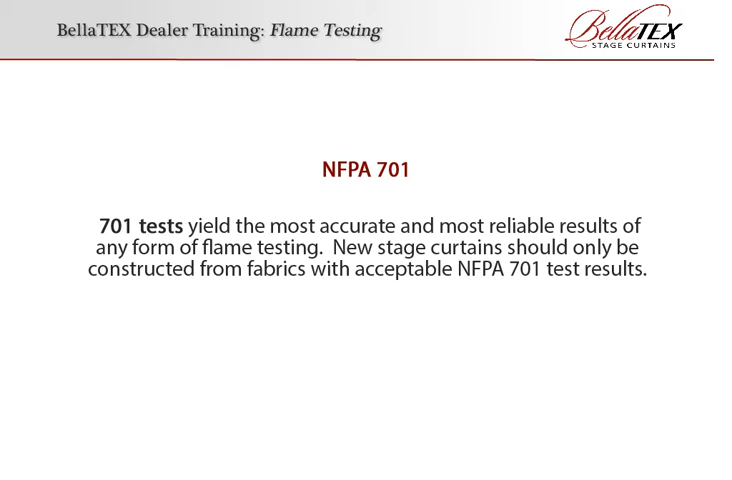 BellaTEX Dealer Training: Flame Testing
BellaTEX
STAGE CURTAINS
NFPA 701
701 tests yield the most accurate and most reliable results of
any form of flame testing.  New stage curtains should only be
constructed from fabrics with acceptable NFPA 701 test results.